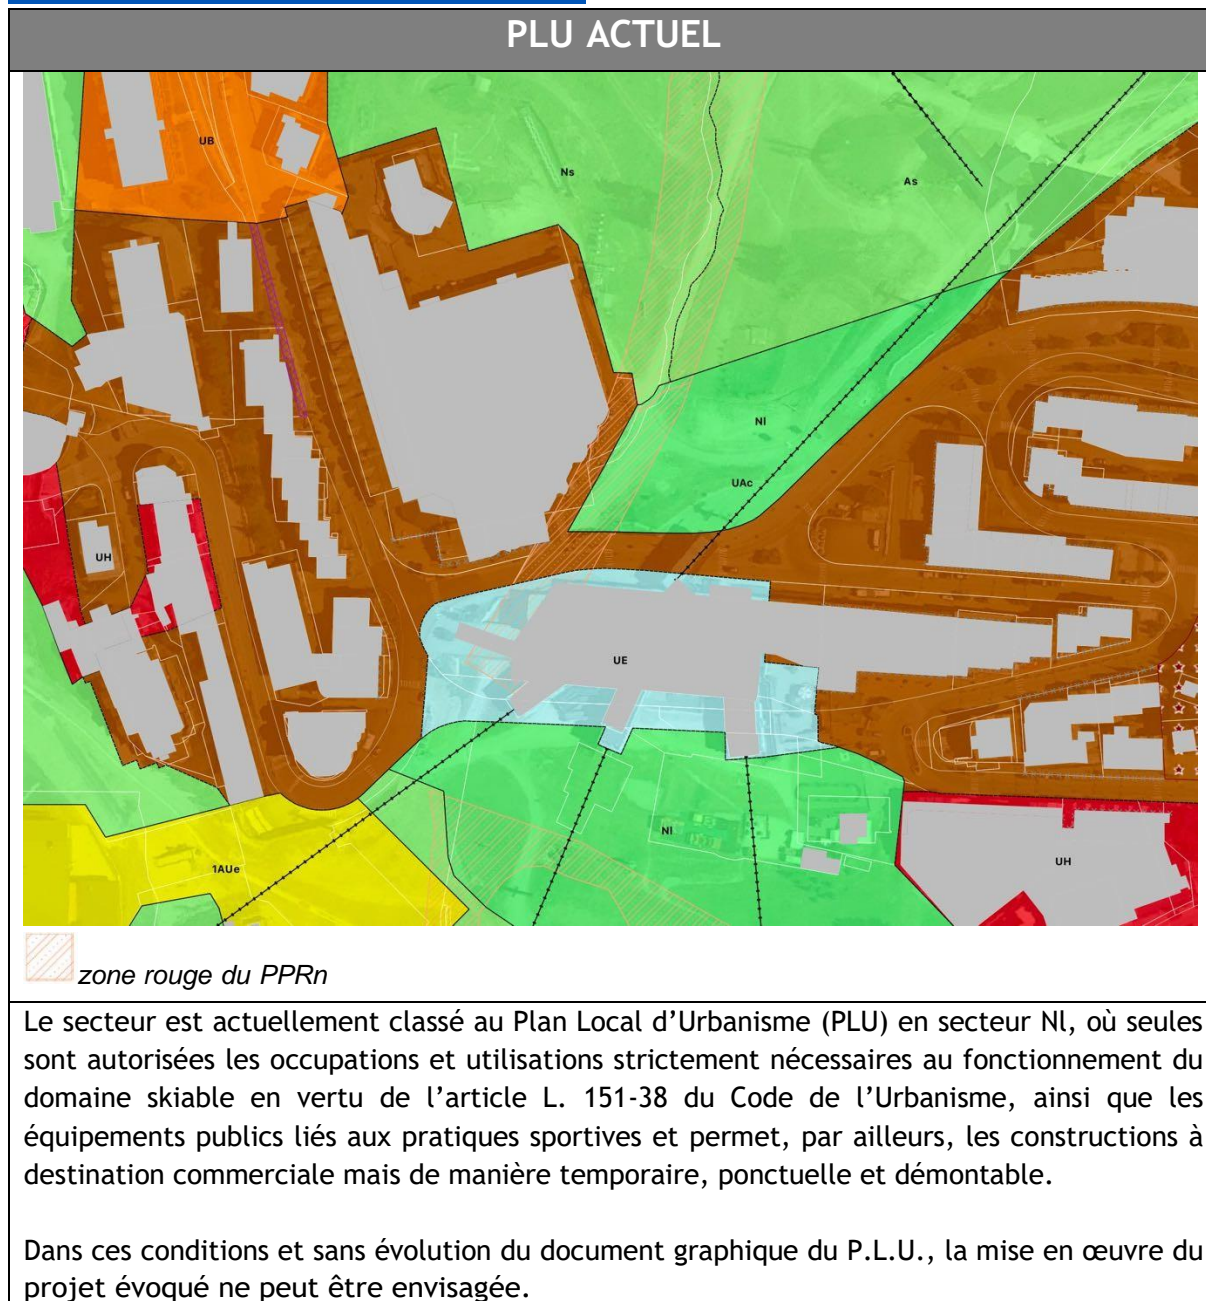 PLU ACTUEL
UB
Ns
As
Nl
UAc
UH
UE
Nl
1AUe
UH
zone rouge du PPRn
Le secteur est actuellement classé au Plan Local d’Urbanisme (PLU) en secteur Nl, où seules
sont autorisées les occupations et utilisations strictement nécessaires au fonctionnement du
domaine skiable en vertu de l’article L. 151-38 du Code de l’Urbanisme, ainsi que les
équipements publics liés aux pratiques sportives et permet, par ailleurs, les constructions à
destination commerciale mais de manière temporaire, ponctuelle et démontable.
Dans ces conditions et sans évolution du document graphique du P.L.U., la mise en œuvre du
projet évoqué ne peut être envisagée.